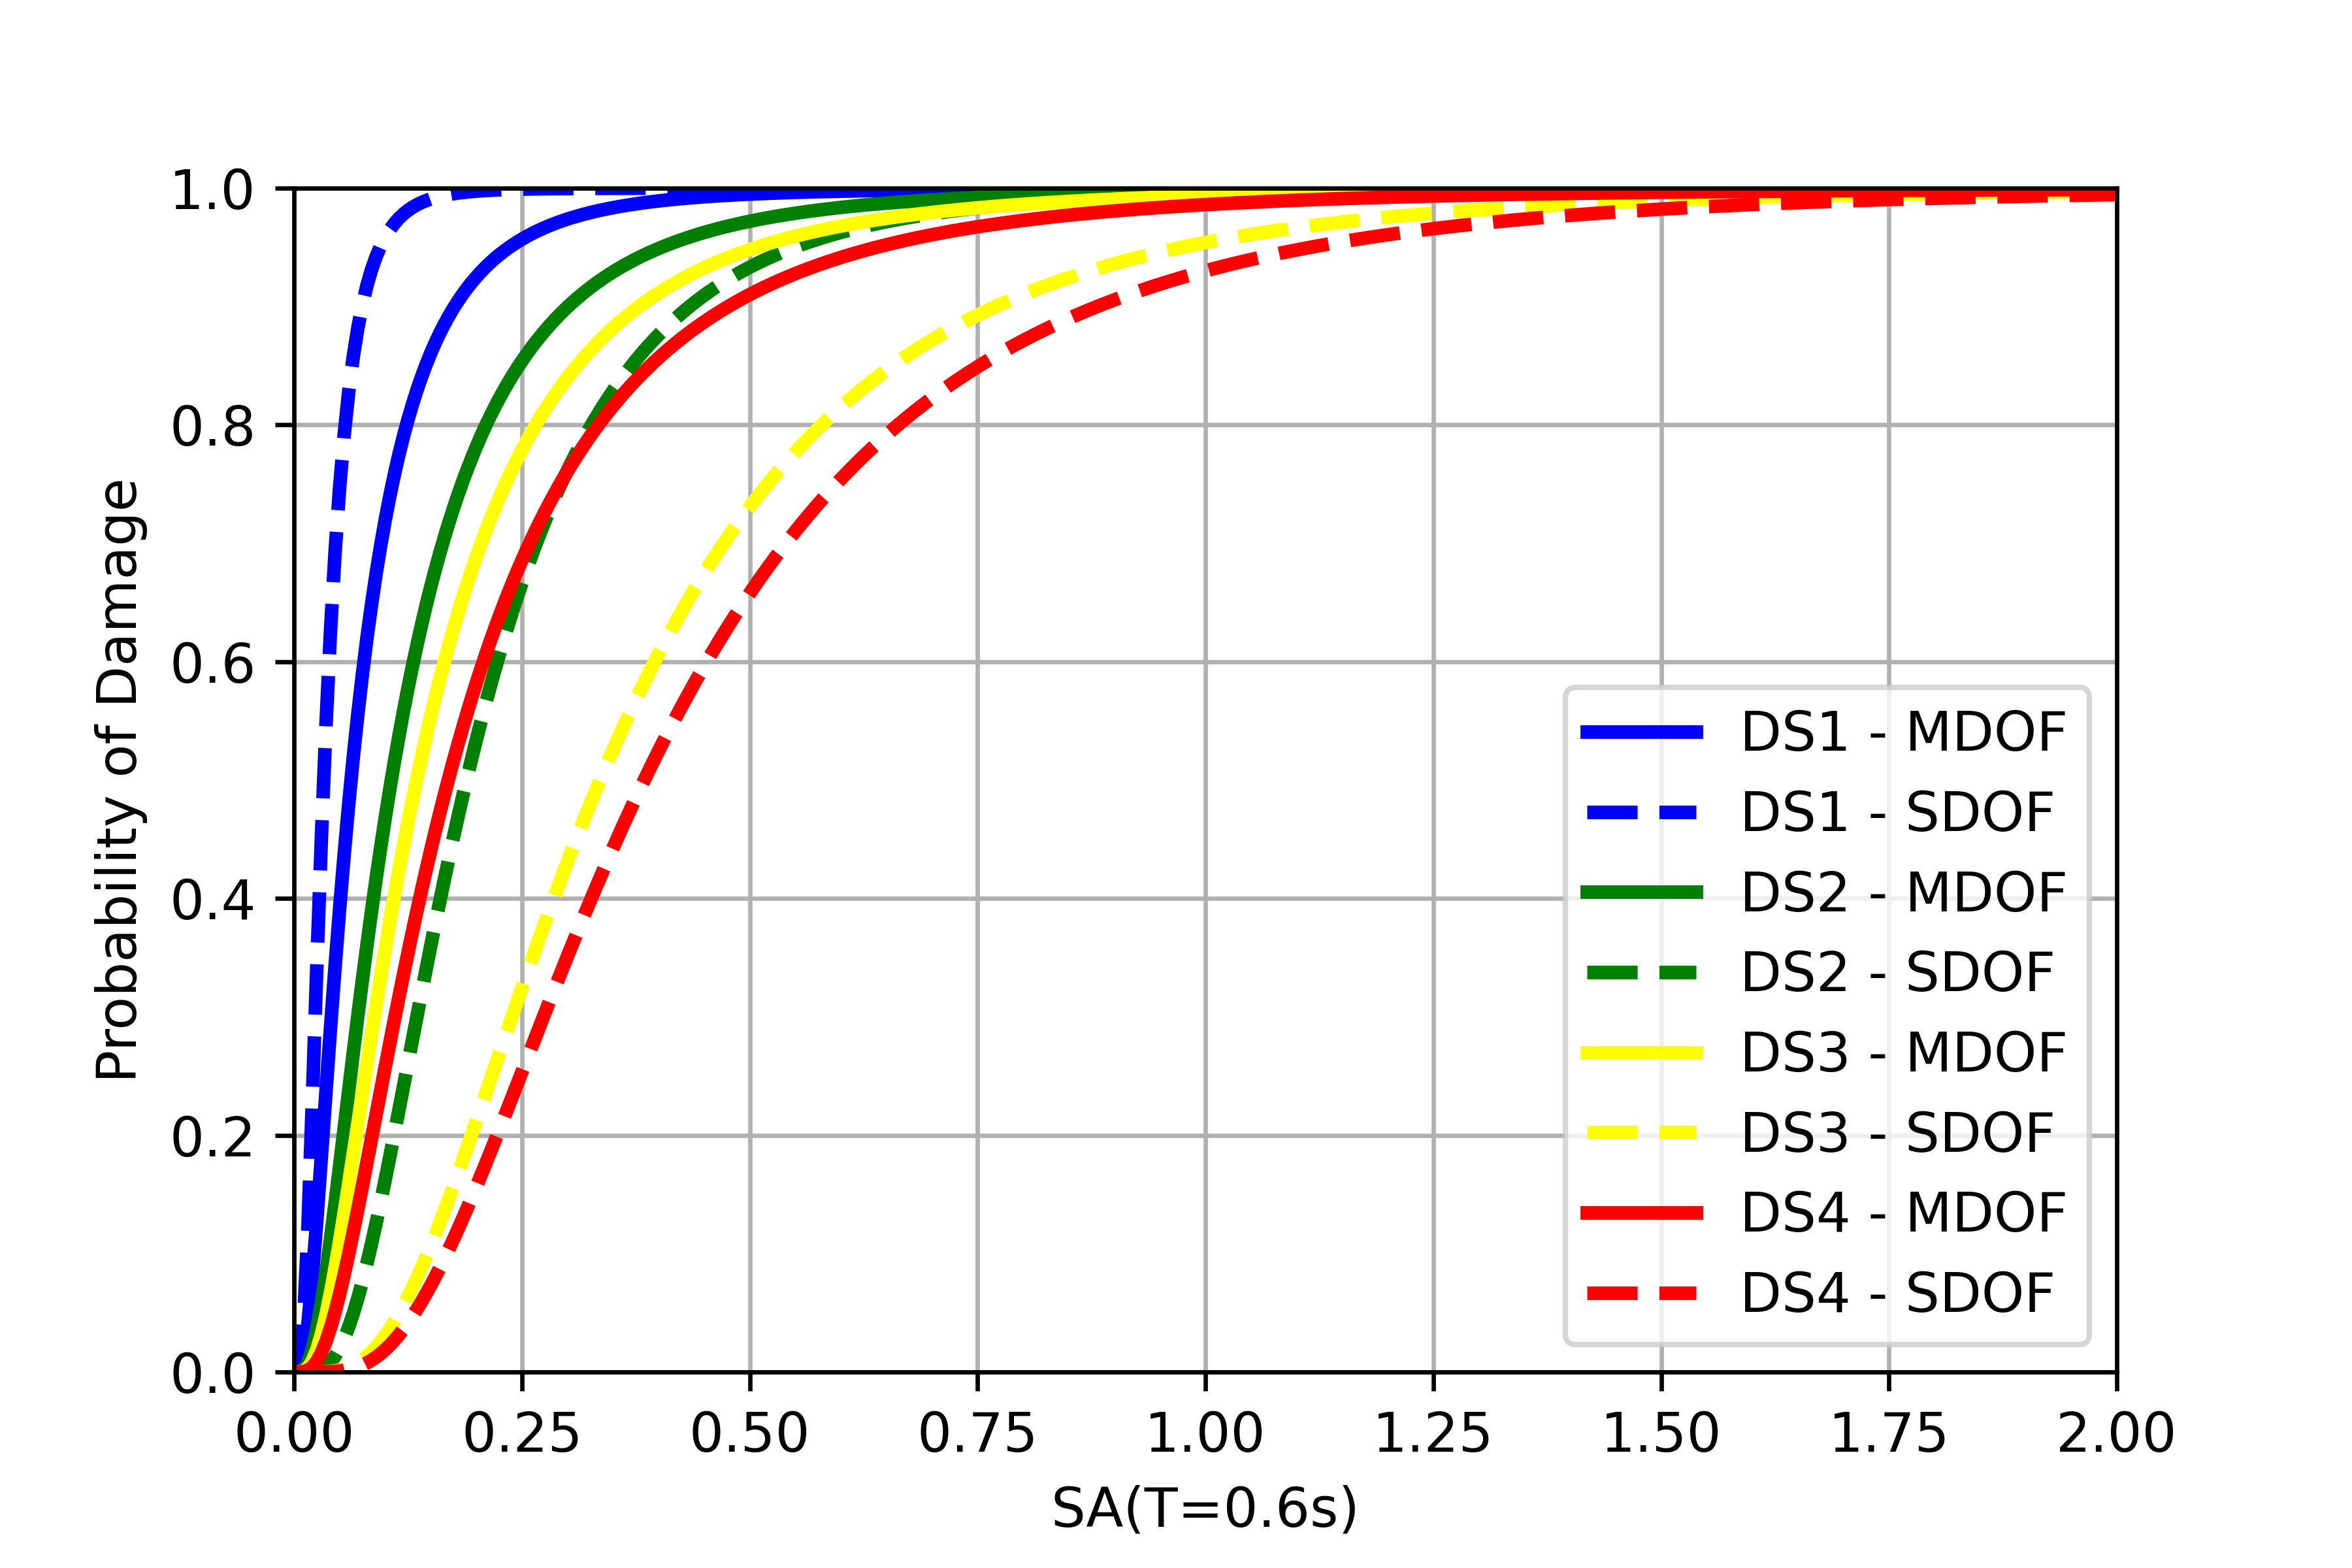 1.0
0.8
0.6
0.4
0.2
0.0
Probability of Damage
DS1 - MDOF
DS1 - SDOF
DS2 - MDOF
DS2 - SDOF
DS3 - MDOF
DS3 - SDOF
DS4 - MDOF
DS4 - SDOF
0.00 0.25 0.50 0.75 1.00 1.25 1.50 1.75 2.00
SA(T=0.6s)